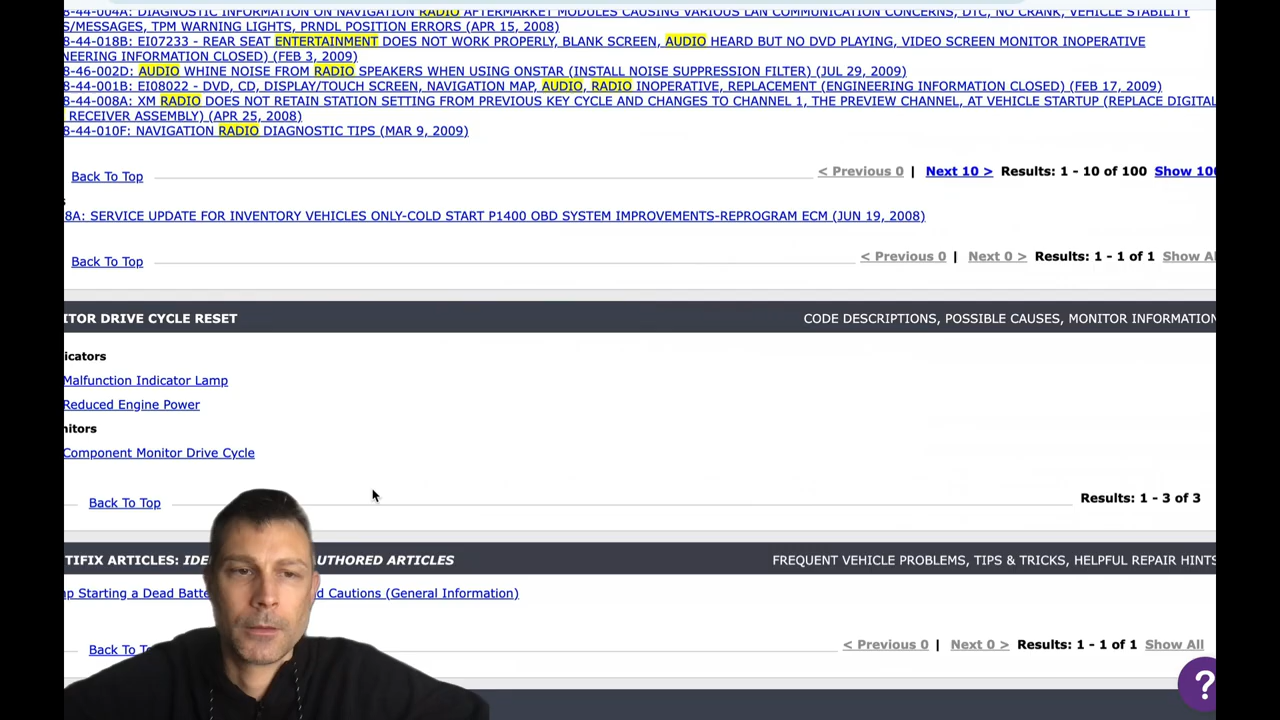 8-44-004A: DIAGNOSTIC INFORMATION ON NAVIGATION RADIO AFTERMARKET MODULES CAUSING VARIOUS LAN COMMUNICATION CONCERNS, DTC, NO CRANK, VEHICLE STABILITY
S/MESSAGES, TPM WARNING LIGHTS, PRNDL POSITION ERRORS (APR 15, 2008)
8-44-018B: EI07233 - REAR SEAT ENTERTAINMENT DOES NOT WORK PROPERLY, BLANK SCREEN, AUDIO HEARD BUT NO DVD PLAYING, VIDEO SCREEN MONITOR INOPERATIVE
NEERING INFORMATION CLOSED) (FEB 3, 2009)
8-46-002D: AUDIO WHINE NOISE FROM RADIO SPEAKERS WHEN USING ONSTAR (INSTALL NOISE SUPPRESSION FILTER) (JUL 29, 2009)
8-44-001B: EI08022 - DVD, CD, DISPLAY/TOUCH SCREEN, NAVIGATION MAP, AUDIO, RADIO INOPERATIVE, REPLACEMENT (ENGINEERING INFORMATION CLOSED) (FEB 17, 2009)
8-44-008A: XM RADIO DOES NOT RETAIN STATION SETTING FROM PREVIOUS KEY CYCLE AND CHANGES TO CHANNEL 1, THE PREVIEW CHANNEL, AT VEHICLE STARTUP (REPLACE DIGITAL
RECEIVER ASSEMBLY) (APR 25, 2008)
8-44-010F: NAVIGATION RADIO DIAGNOSTIC TIPS (MAR 9, 2009)
Back To Top < Previous 0 | Next 10 > Results: 1 - 10 of 100 Show 100
s
8A: SERVICE UPDATE FOR INVENTORY VEHICLES ONLY-COLD START P1400 OBD SYSTEM IMPROVEMENTS-REPROGRAM ECM (JUN 19, 2008)
Back To Top < Previous 0 | Next 0 > Results: 1 - 1 of 1 Show Al
ITOR DRIVE CYCLE RESET CODE DESCRIPTIONS, POSSIBLE CAUSES, MONITOR INFORMATION
icators
Malfunction Indicator Lamp
Reduced Engine Power
nitors
Component Monitor Drive Cycle
Back To Top Results: 1 - 3 of 3
TIFIX ARTICLES: IDE AUTHORED ARTICLES FREQUENT VEHICLE PROBLEMS, TIPS & TRICKS, HELPFUL REPAIR HINTS
p Starting a Dead Batte d Cautions (General Information)
Back To < Previous 0 | Next 0 > Results: 1 - 1 of 1 Show All
?